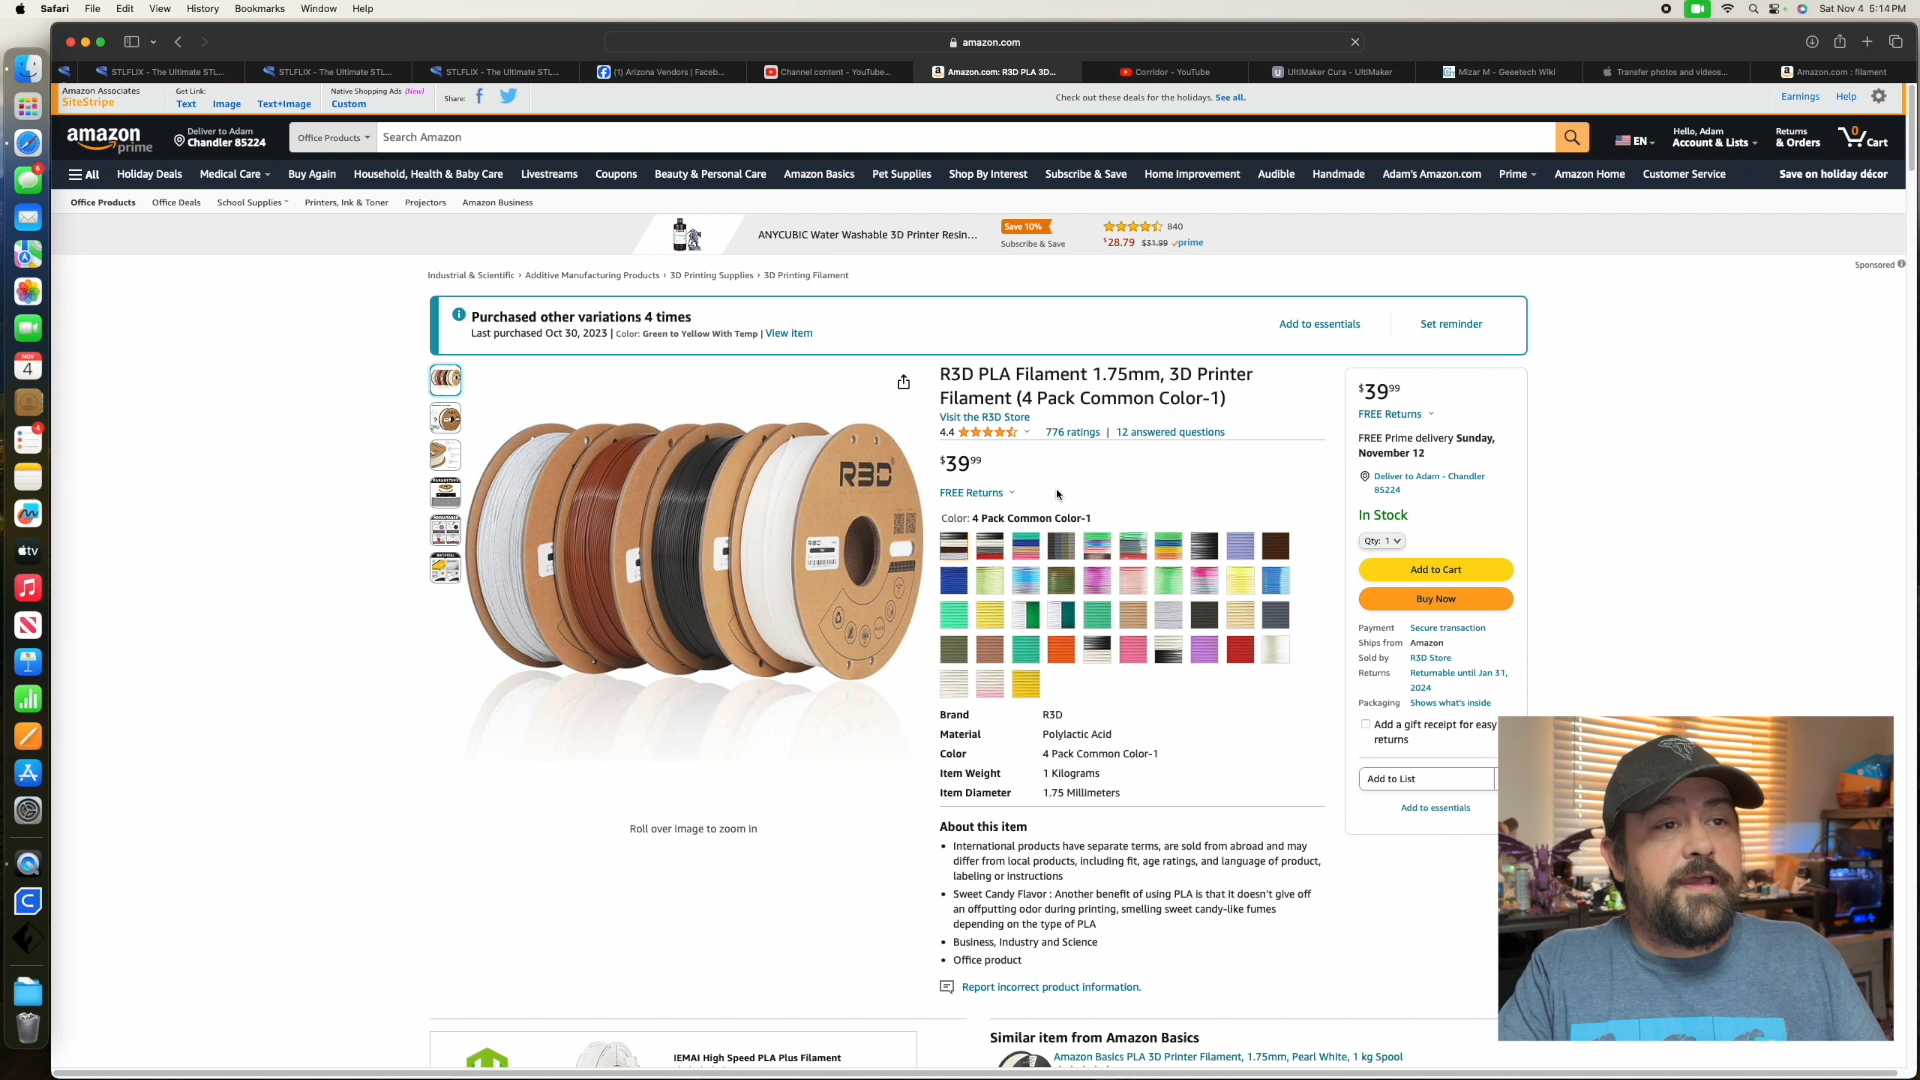 Safari File Edit View History Bookmarks Window Help
Sat Nov 4 5:14 PM
amazon.com
STLFLIX - The Ultimate STL...
STLFLIX - The Ultimate STL...
STLFLIX - The Ultimate STL...
(1) Arizona Vendors | Faceb...
Channel content - YouTube...
Amazon.com: R3D PLA 3D...
Corridor - YouTube
UltiMaker Cura - UltiMaker
Mizar M - Geeetech Wiki
Transfer photos and videos...
Amazon.com : filament
Amazon Associates
SiteStripe
Get Link:
Text Image Text+Image
Native Shopping Ads (New)
Custom
Share:
Check out these deals for the holidays. See all.
Earnings Help
amazon
prime
Deliver to Adam
Chandler 85224
Office Products
Search Amazon
EN
Hello, Adam
Account & Lists
Returns
& Orders
0
Cart
All Holiday Deals Medical Care Buy Again Household, Health & Baby Care Livestreams Coupons Beauty & Personal Care Amazon Basics Pet Supplies Shop By Interest Subscribe & Save Home Improvement Audible Handmade Adam's Amazon.com Prime Amazon Home Customer Service Save on holiday décor
Office Products Office Deals School Supplies Printers, Ink & Toner Projectors Amazon Business
ANYCUBIC Water Washable 3D Printer Resin...
Save 10%
Subscribe & Save
840
$28.79 $31.99 prime
Sponsored
Industrial & Scientific › Additive Manufacturing Products › 3D Printing Supplies › 3D Printing Filament
Purchased other variations 4 times
Last purchased Oct 30, 2023 | Color: Green to Yellow With Temp | View item
Add to essentials
Set reminder
R3D PLA Filament 1.75mm, 3D Printer
Filament (4 Pack Common Color-1)
Visit the R3D Store
4.4 776 ratings | 12 answered questions
$39 99
FREE Returns
Color: 4 Pack Common Color-1
R3D
Brand R3D
Material Polylactic Acid
Color 4 Pack Common Color-1
Item Weight 1 Kilograms
Item Diameter 1.75 Millimeters
Roll over image to zoom in
About this item
• International products have separate terms, are sold from abroad and may
differ from local products, including fit, age ratings, and language of product,
labeling or instructions
• Sweet Candy Flavor : Another benefit of using PLA is that it doesn't give off
an offputting odor during printing, smelling sweet candy-like fumes
depending on the type of PLA
• Business, Industry and Science
• Office product
Report incorrect product information.
$39 99
FREE Returns
FREE Prime delivery Sunday,
November 12
Deliver to Adam - Chandler
85224
In Stock
Qty: 1
Add to Cart
Buy Now
Payment Secure transaction
Ships from Amazon
Sold by R3D Store
Returns Returnable until Jan 31,
2024
Packaging Shows what's inside
Add a gift receipt for easy
returns
Add to List
Add to essentials
IEMAI High Speed PLA Plus Filament
Similar item from Amazon Basics
Amazon Basics PLA 3D Printer Filament, 1.75mm, Pearl White, 1 kg Spool
NOV
4
tv